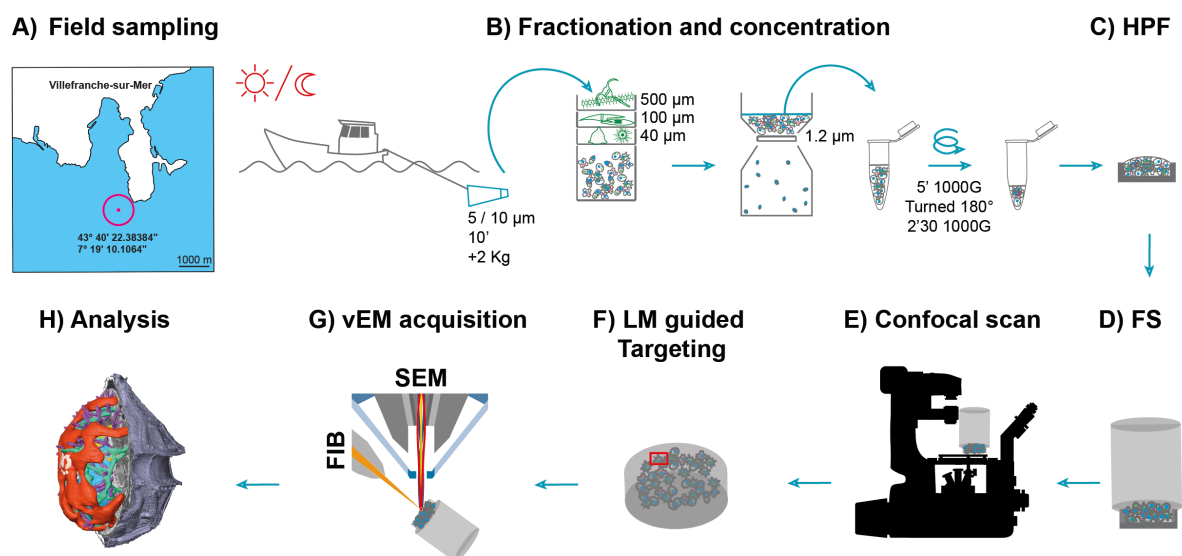 A) Field sampling
B) Fractionation and concentration
C) HPF
Villefranche-sur-Mer
43° 40' 22.38384"
7° 19' 10.1064"
1000 m
5 / 10 µm
10'
+2 Kg
500 µm
100 µm
40 µm
1.2 µm
5' 1000G
Turned 180°
2'30 1000G
H) Analysis
G) vEM acquisition
F) LM guided
Targeting
E) Confocal scan
D) FS
SEM
FIB